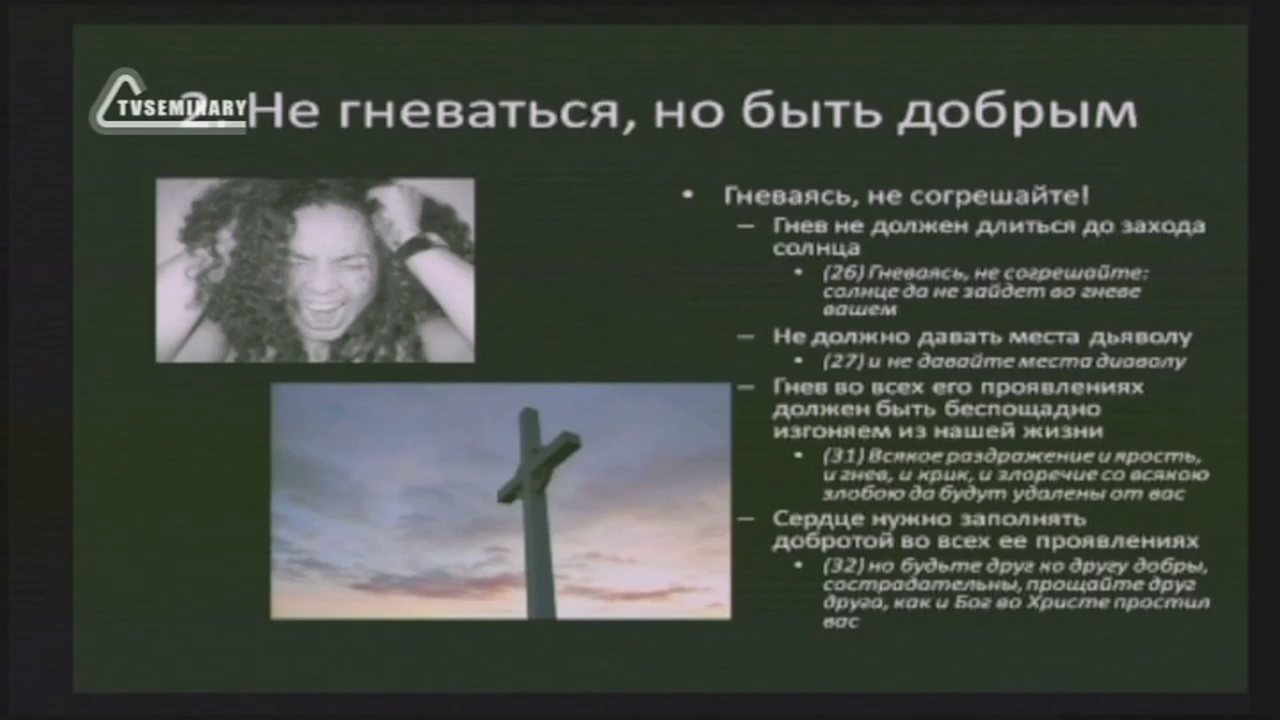 TVSEMINARY
2. Не гневаться, но быть добрым
• Гневаясь, не согрешайте!
– Гнев не должен длиться до захода
солнца
• (26) Гневаясь, не согрешайте:
солнце да не зайдет во гневе
вашем
– Не должно давать места дьяволу
• (27) и не давайте места диаволу
– Гнев во всех его проявлениях
должен быть беспощадно
изгоняем из нашей жизни
• (31) Всякое раздражение и ярость,
и гнев, и крик, и злоречие со всякою
злобою да будут удалены от вас
– Сердце нужно заполнять
добротой во всех ее проявлениях
• (32) но будьте друг ко другу добры,
сострадательны, прощайте друг
друга, как и Бог во Христе простил
вас